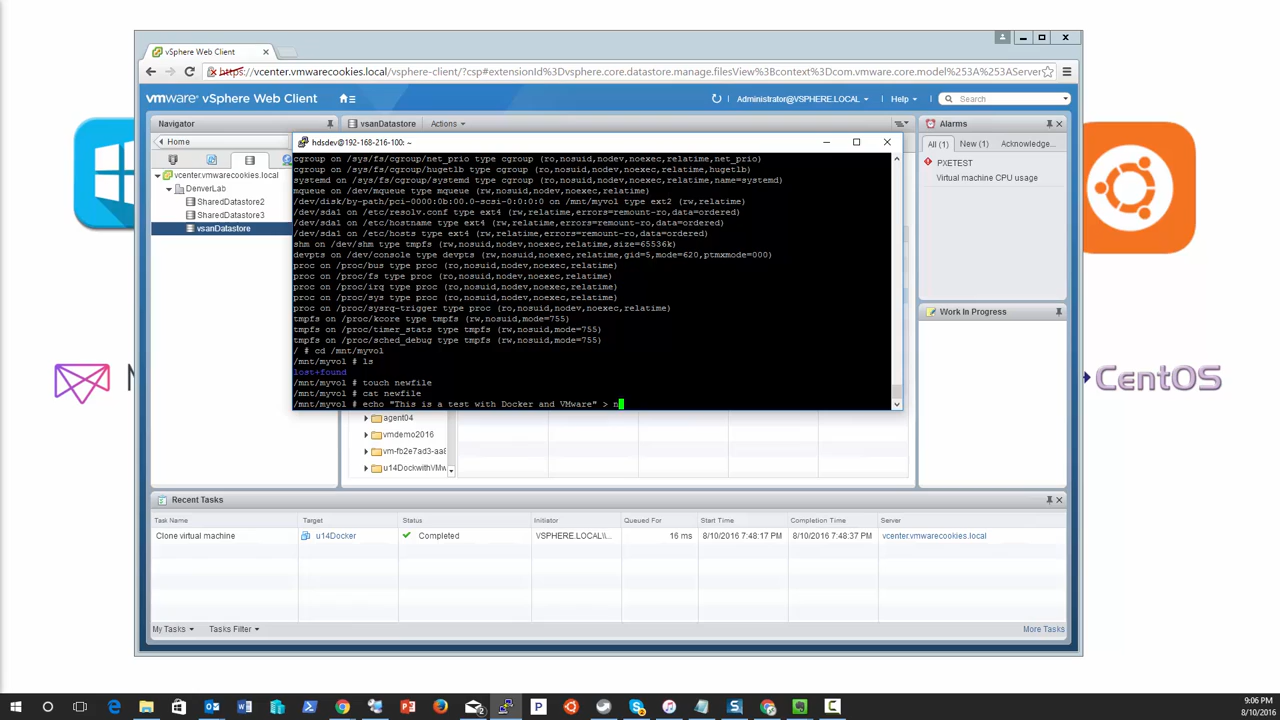 vSphere Web Client
https://vcenter.vmwarecookies.local/vsphere-client/?csp#extensionId%3Dvsphere.core.datastore.manage.filesView%3Bcontext%3Dcom.vmware.core.model%253A%253AServer
vmware® vSphere Web Client
Administrator@VSPHERE.LOCAL
Help
Search
Navigator
vsanDatastore Actions
Alarms
Home
All (1) New (1) Acknowledge...
PXETEST
Virtual machine CPU usage
vcenter.vmwarecookies.local
DenverLab
SharedDatastore2
SharedDatastore3
vsanDatastore
hdsdev@192-168-216-100: ~
cgroup on /sys/fs/cgroup/net_prio type cgroup (ro,nosuid,nodev,noexec,relatime,net_prio)
cgroup on /sys/fs/cgroup/hugetlb type cgroup (ro,nosuid,nodev,noexec,relatime,hugetlb)
systemd on /sys/fs/cgroup/systemd type cgroup (ro,nosuid,nodev,noexec,relatime,name=systemd)
mqueue on /dev/mqueue type mqueue (rw,nosuid,nodev,noexec,relatime)
/dev/disk/by-path/pci-0000:0b:00.0-scsi-0:0:0:0 on /mnt/myvol type ext2 (rw,relatime)
/dev/sda1 on /etc/resolv.conf type ext4 (rw,relatime,errors=remount-ro,data=ordered)
/dev/sda1 on /etc/hostname type ext4 (rw,relatime,errors=remount-ro,data=ordered)
/dev/sda1 on /etc/hosts type ext4 (rw,relatime,errors=remount-ro,data=ordered)
shm on /dev/shm type tmpfs (rw,nosuid,nodev,noexec,relatime,size=65536k)
devpts on /dev/console type devpts (rw,nosuid,noexec,relatime,gid=5,mode=620,ptmxmode=000)
proc on /proc/bus type proc (ro,nosuid,nodev,noexec,relatime)
proc on /proc/fs type proc (ro,nosuid,nodev,noexec,relatime)
proc on /proc/irq type proc (ro,nosuid,nodev,noexec,relatime)
proc on /proc/sys type proc (ro,nosuid,nodev,noexec,relatime)
proc on /proc/sysrq-trigger type proc (ro,nosuid,nodev,noexec,relatime)
tmpfs on /proc/kcore type tmpfs (rw,nosuid,mode=755)
tmpfs on /proc/timer_stats type tmpfs (rw,nosuid,mode=755)
tmpfs on /proc/sched_debug type tmpfs (rw,nosuid,mode=755)
/ # cd /mnt/myvol
/mnt/myvol # ls
lost+found
/mnt/myvol # touch newfile
/mnt/myvol # cat newfile
/mnt/myvol # echo "This is a test with Docker and VMware" > n
Work In Progress
agent04
vmdemo2016
vm-fb2e7ad3-aa8
u14DockwithVMw
M
CentOS
Recent Tasks
Task Name Target Status Initiator Queued For Start Time Completion Time Server
Clone virtual machine u14Docker Completed VSPHERE.LOCAL\... 16 ms 8/10/2016 7:48:17 PM 8/10/2016 7:48:37 PM vcenter.vmwarecookies.local
My Tasks Tasks Filter More Tasks
9:06 PM
8/10/2016